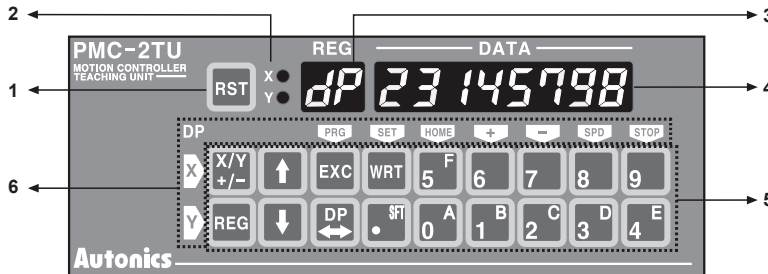 2
3
PMC-2TU
REG
DATA
MOTION CONTROLLER
TEACHING UNIT
X
Y
1
RST
dP
23145798
4
DP
PRG
SET
HOME
+
−
SPD
STOP
6
X
X/Y
+/−
↑
EXC
WRT
5 F
6
7
8
9
5
Y
REG
↓
DP
↔
• SFT
0 A
1 B
2 C
3 D
4 E
Autonics